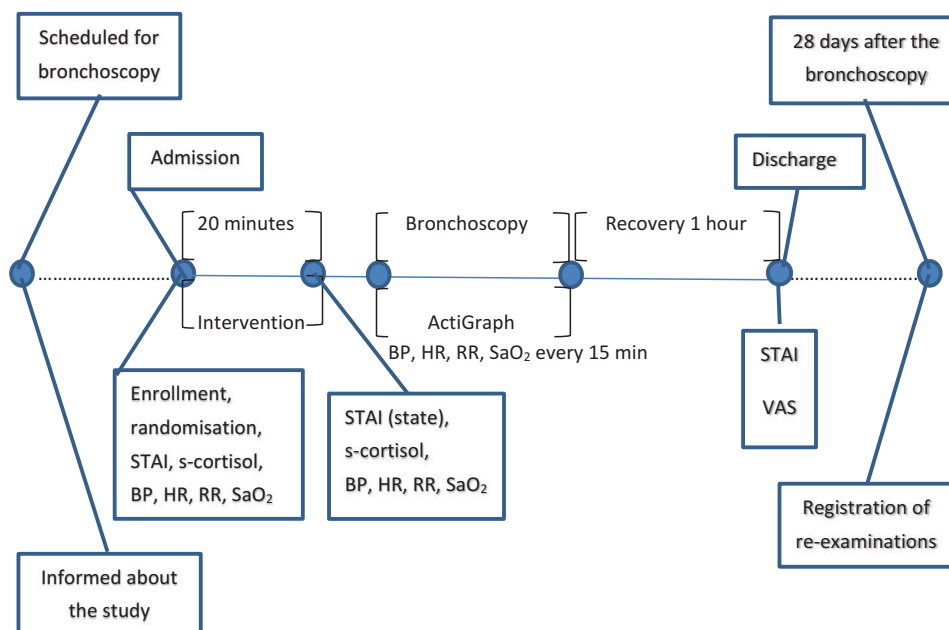 Scheduled for
bronchoscopy
28 days after the
bronchoscopy
Admission
Discharge
20 minutes
Bronchoscopy
Recovery 1 hour
Intervention
ActiGraph
BP, HR, RR, SaO₂ every 15 min
Enrollment,
randomisation,
STAI, s-cortisol,
BP, HR, RR, SaO₂
STAI (state),
s-cortisol,
BP, HR, RR, SaO₂
STAI
VAS
Registration of
re-examinations
Informed about
the study